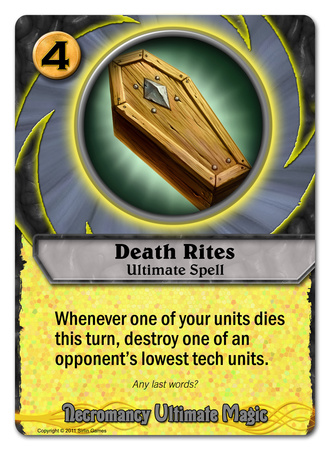 4
Death Rites
Ultimate Spell
Whenever one of your units dies
this turn, destroy one of an
opponent's lowest tech units.
Any last words?
Necromancy Ultimate Magic
Copyright © 2011 Sirlin Games